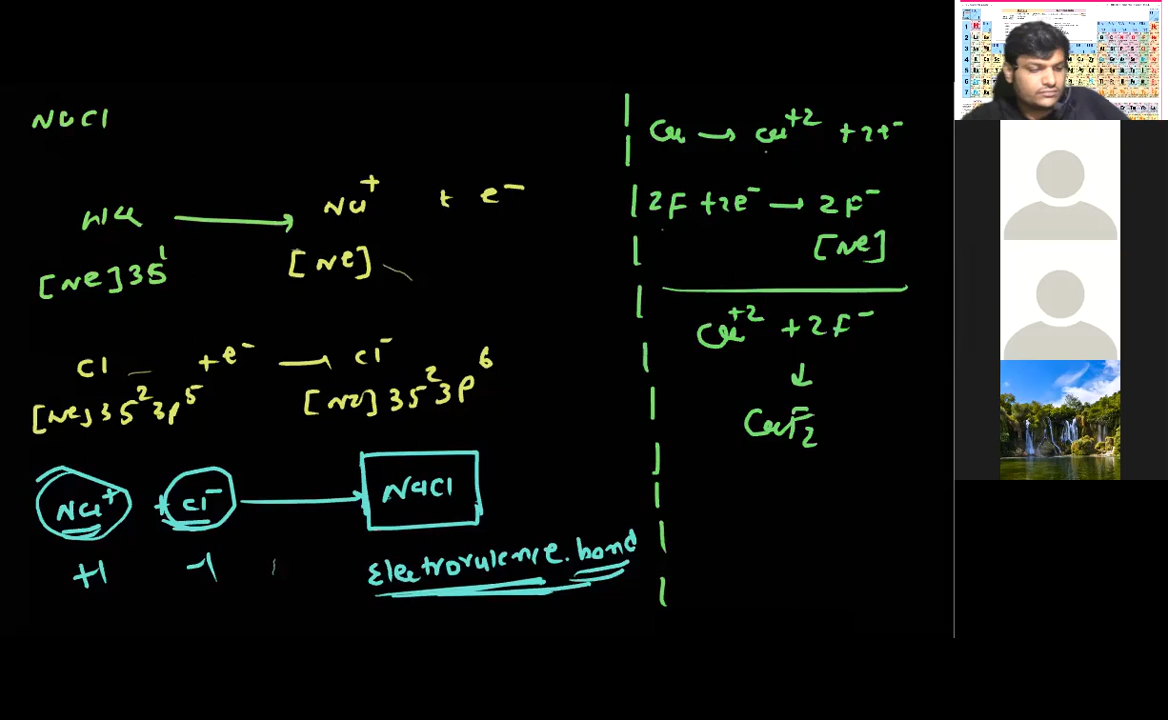 NaCl
Na ⟶ Na⁺ + e⁻
[Ne]3s¹ [Ne]
Cl + e⁻ ⟶ Cl⁻
[Ne]3s²3p⁵ [Ne]3s²3p⁶
Na⁺ + Cl⁻ ⟶ NaCl
+1 -1
Electrovulence. bond
Ca ⟶ Ca⁺² + 2e⁻
2F + 2e⁻ ⟶ 2F⁻
[Ne]
Ca⁺² + 2F⁻
↓
CaF₂